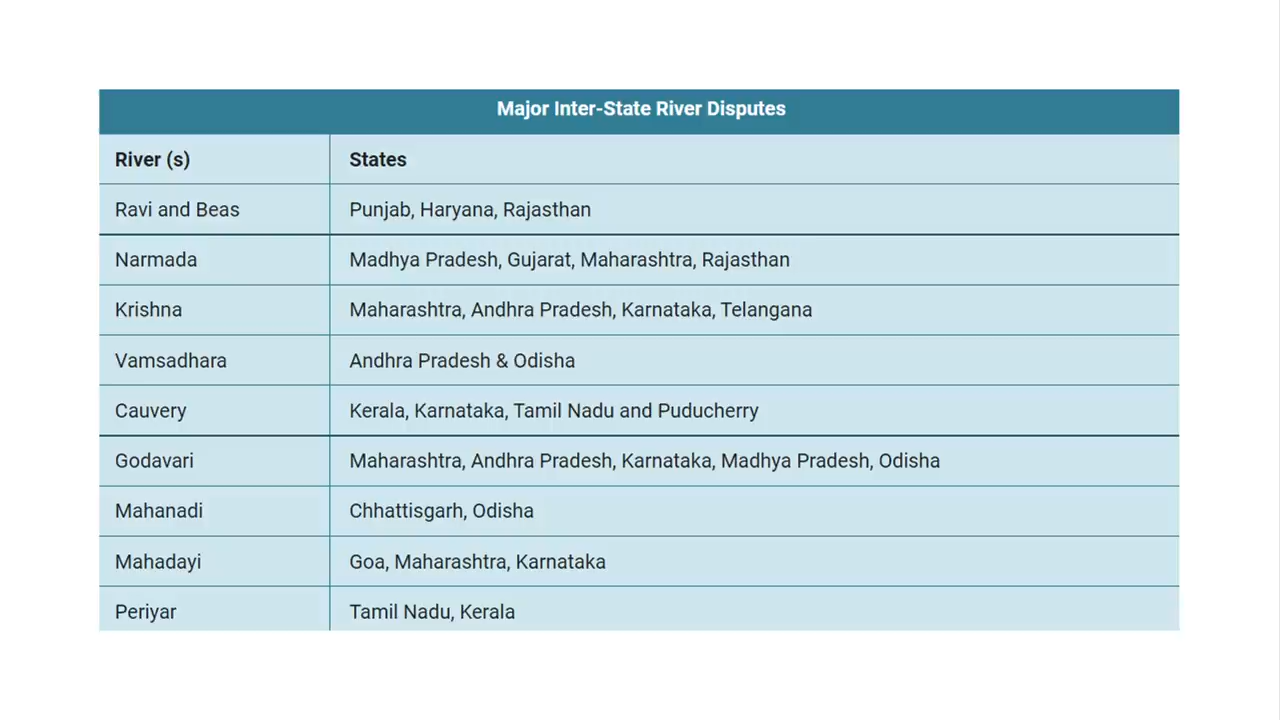 Major Inter-State River Disputes
River (s) States
Ravi and Beas Punjab, Haryana, Rajasthan
Narmada Madhya Pradesh, Gujarat, Maharashtra, Rajasthan
Krishna Maharashtra, Andhra Pradesh, Karnataka, Telangana
Vamsadhara Andhra Pradesh & Odisha
Cauvery Kerala, Karnataka, Tamil Nadu and Puducherry
Godavari Maharashtra, Andhra Pradesh, Karnataka, Madhya Pradesh, Odisha
Mahanadi Chhattisgarh, Odisha
Mahadayi Goa, Maharashtra, Karnataka
Periyar Tamil Nadu, Kerala